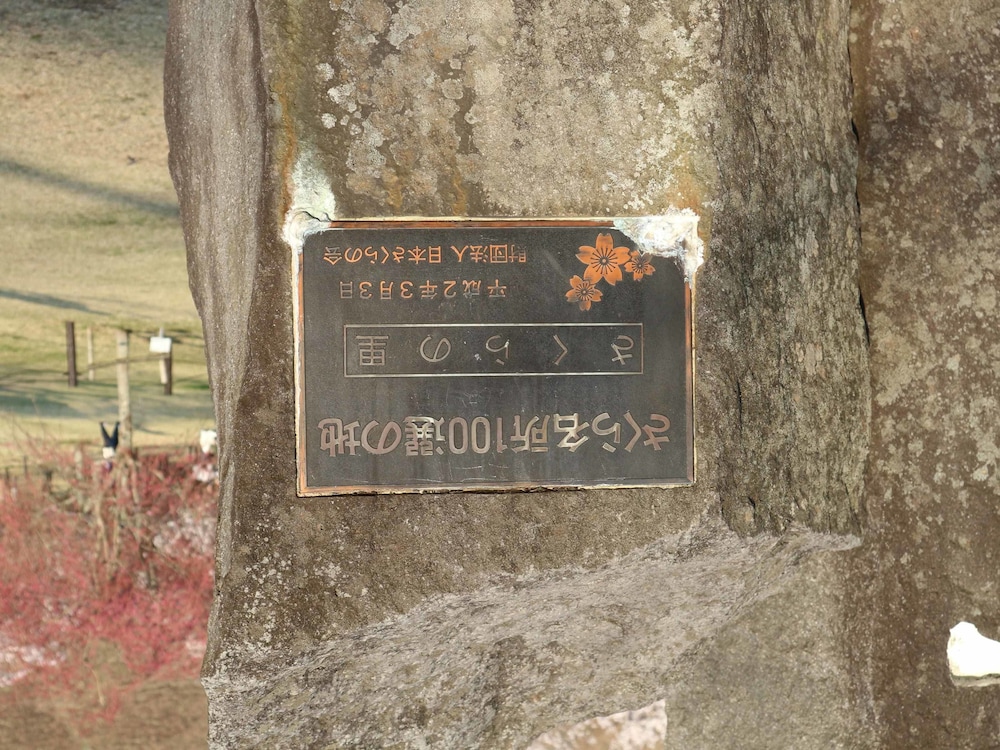 さくら名所100選の地
さくらの里
平成2年3月3日
財団法人 日本さくらの会